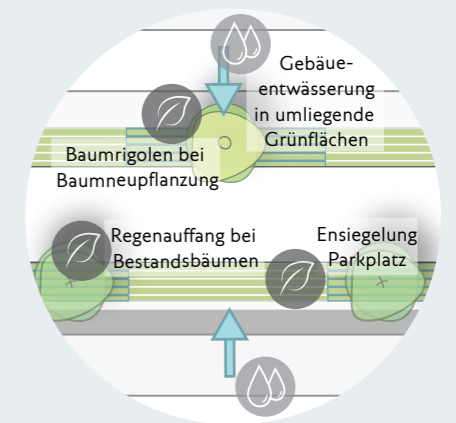 Gebäue-
entwässerung
in umliegende
Grünflächen
Baumrigolen bei
Baumneupflanzung
Regenauffang bei
Bestandsbäumen
Ensiegelung
Parkplatz